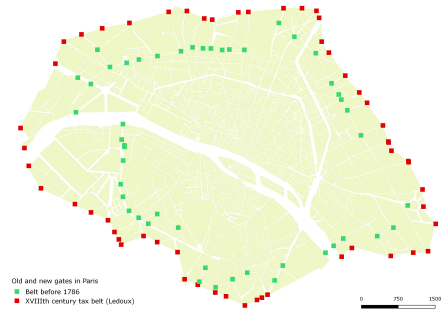 Old and new gates in Paris
Belt before 1786
XVIIIth century tax belt (Ledoux)
0 750 1500